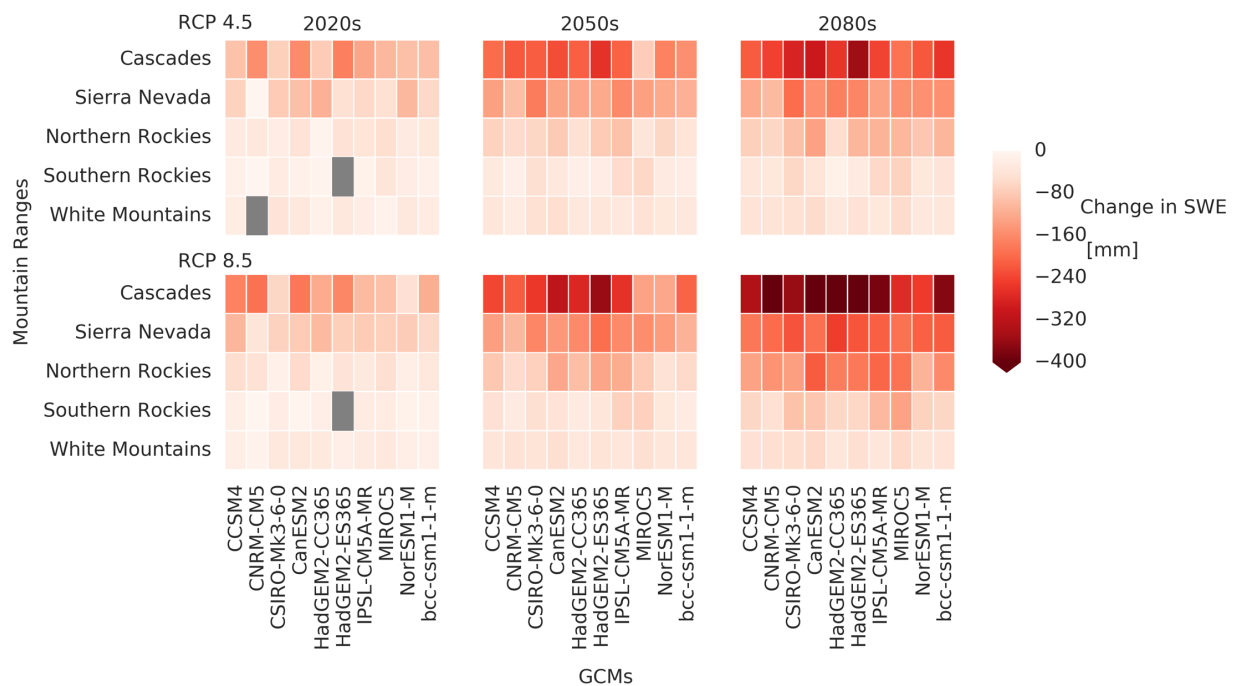 RCP 4.5
2020s
2050s
2080s
Cascades
Sierra Nevada
Northern Rockies
Southern Rockies
White Mountains
Mountain Ranges
RCP 8.5
Cascades
Sierra Nevada
Northern Rockies
Southern Rockies
White Mountains
0
−80
−160
−240
−320
−400
Change in SWE
[mm]
CCSM4
CNRM-CM5
CSIRO-Mk3-6-0
CanESM2
HadGEM2-CC365
HadGEM2-ES365
IPSL-CM5A-MR
MIROC5
NorESM1-M
bcc-csm1-1-m
CCSM4
CNRM-CM5
CSIRO-Mk3-6-0
CanESM2
HadGEM2-CC365
HadGEM2-ES365
IPSL-CM5A-MR
MIROC5
NorESM1-M
bcc-csm1-1-m
CCSM4
CNRM-CM5
CSIRO-Mk3-6-0
CanESM2
HadGEM2-CC365
HadGEM2-ES365
IPSL-CM5A-MR
MIROC5
NorESM1-M
bcc-csm1-1-m
GCMs